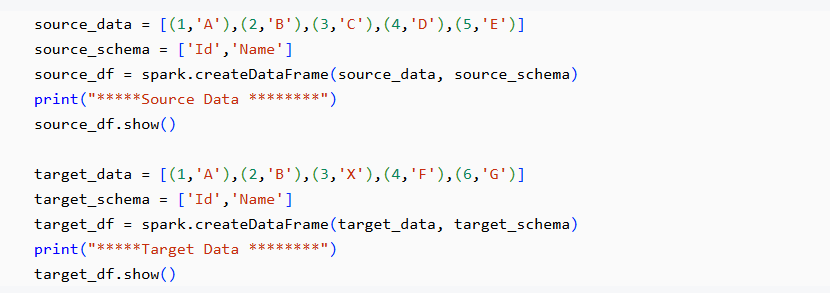 source_data = [(1,'A'),(2,'B'),(3,'C'),(4,'D'),(5,'E')]
source_schema = ['Id','Name']
source_df = spark.createDataFrame(source_data, source_schema)
print("*****Source Data ********")
source_df.show()
target_data = [(1,'A'),(2,'B'),(3,'X'),(4,'F'),(6,'G')]
target_schema = ['Id','Name']
target_df = spark.createDataFrame(target_data, target_schema)
print("*****Target Data ********")
target_df.show()